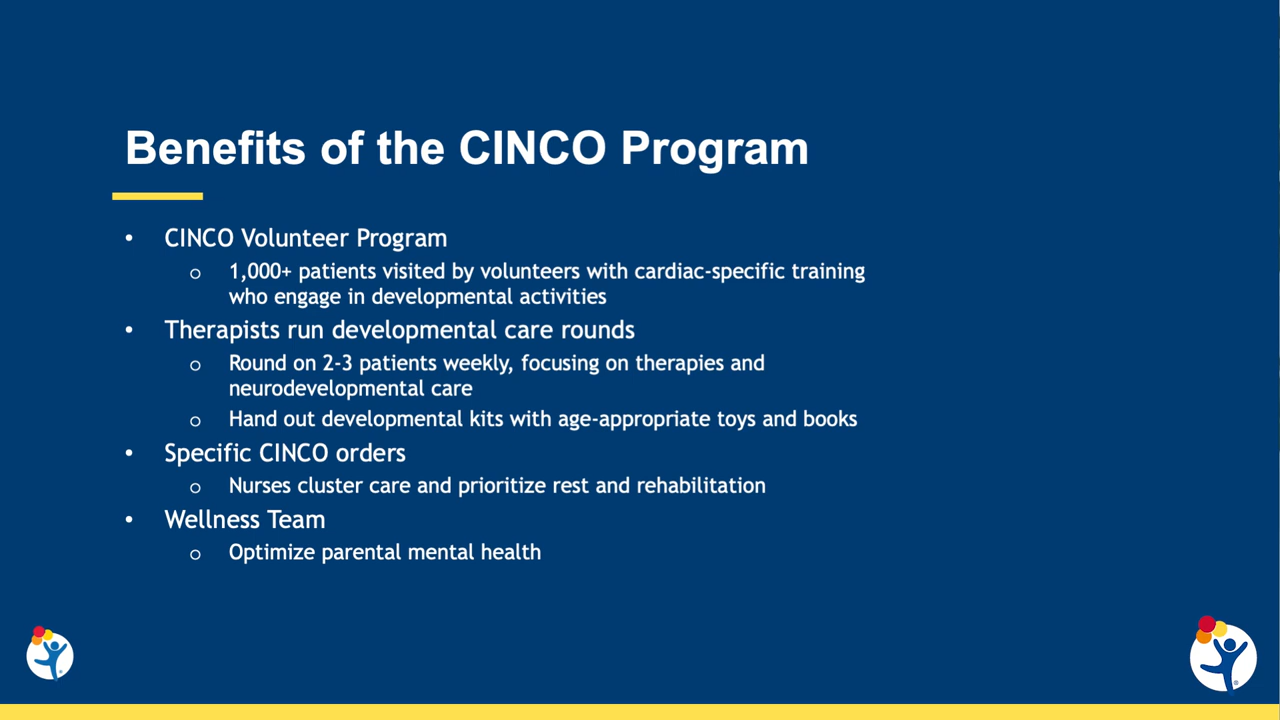 Benefits of the CINCO Program
• CINCO Volunteer Program
o 1,000+ patients visited by volunteers with cardiac-specific training
who engage in developmental activities
• Therapists run developmental care rounds
o Round on 2-3 patients weekly, focusing on therapies and
neurodevelopmental care
o Hand out developmental kits with age-appropriate toys and books
• Specific CINCO orders
o Nurses cluster care and prioritize rest and rehabilitation
• Wellness Team
o Optimize parental mental health